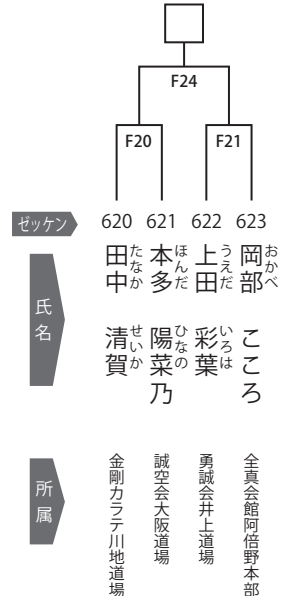 F24
F20 F21
ゼッケン 620 621 622 623
氏名
田中 清賀
たなか せいか
本多 陽菜乃
ほんだ ひなの
上田 彩葉
うえだ いろは
岡部 こころ
おかべ
所属
金剛カラテ川地道場
誠空会大阪道場
勇誠会井上道場
全真会館阿倍野本部